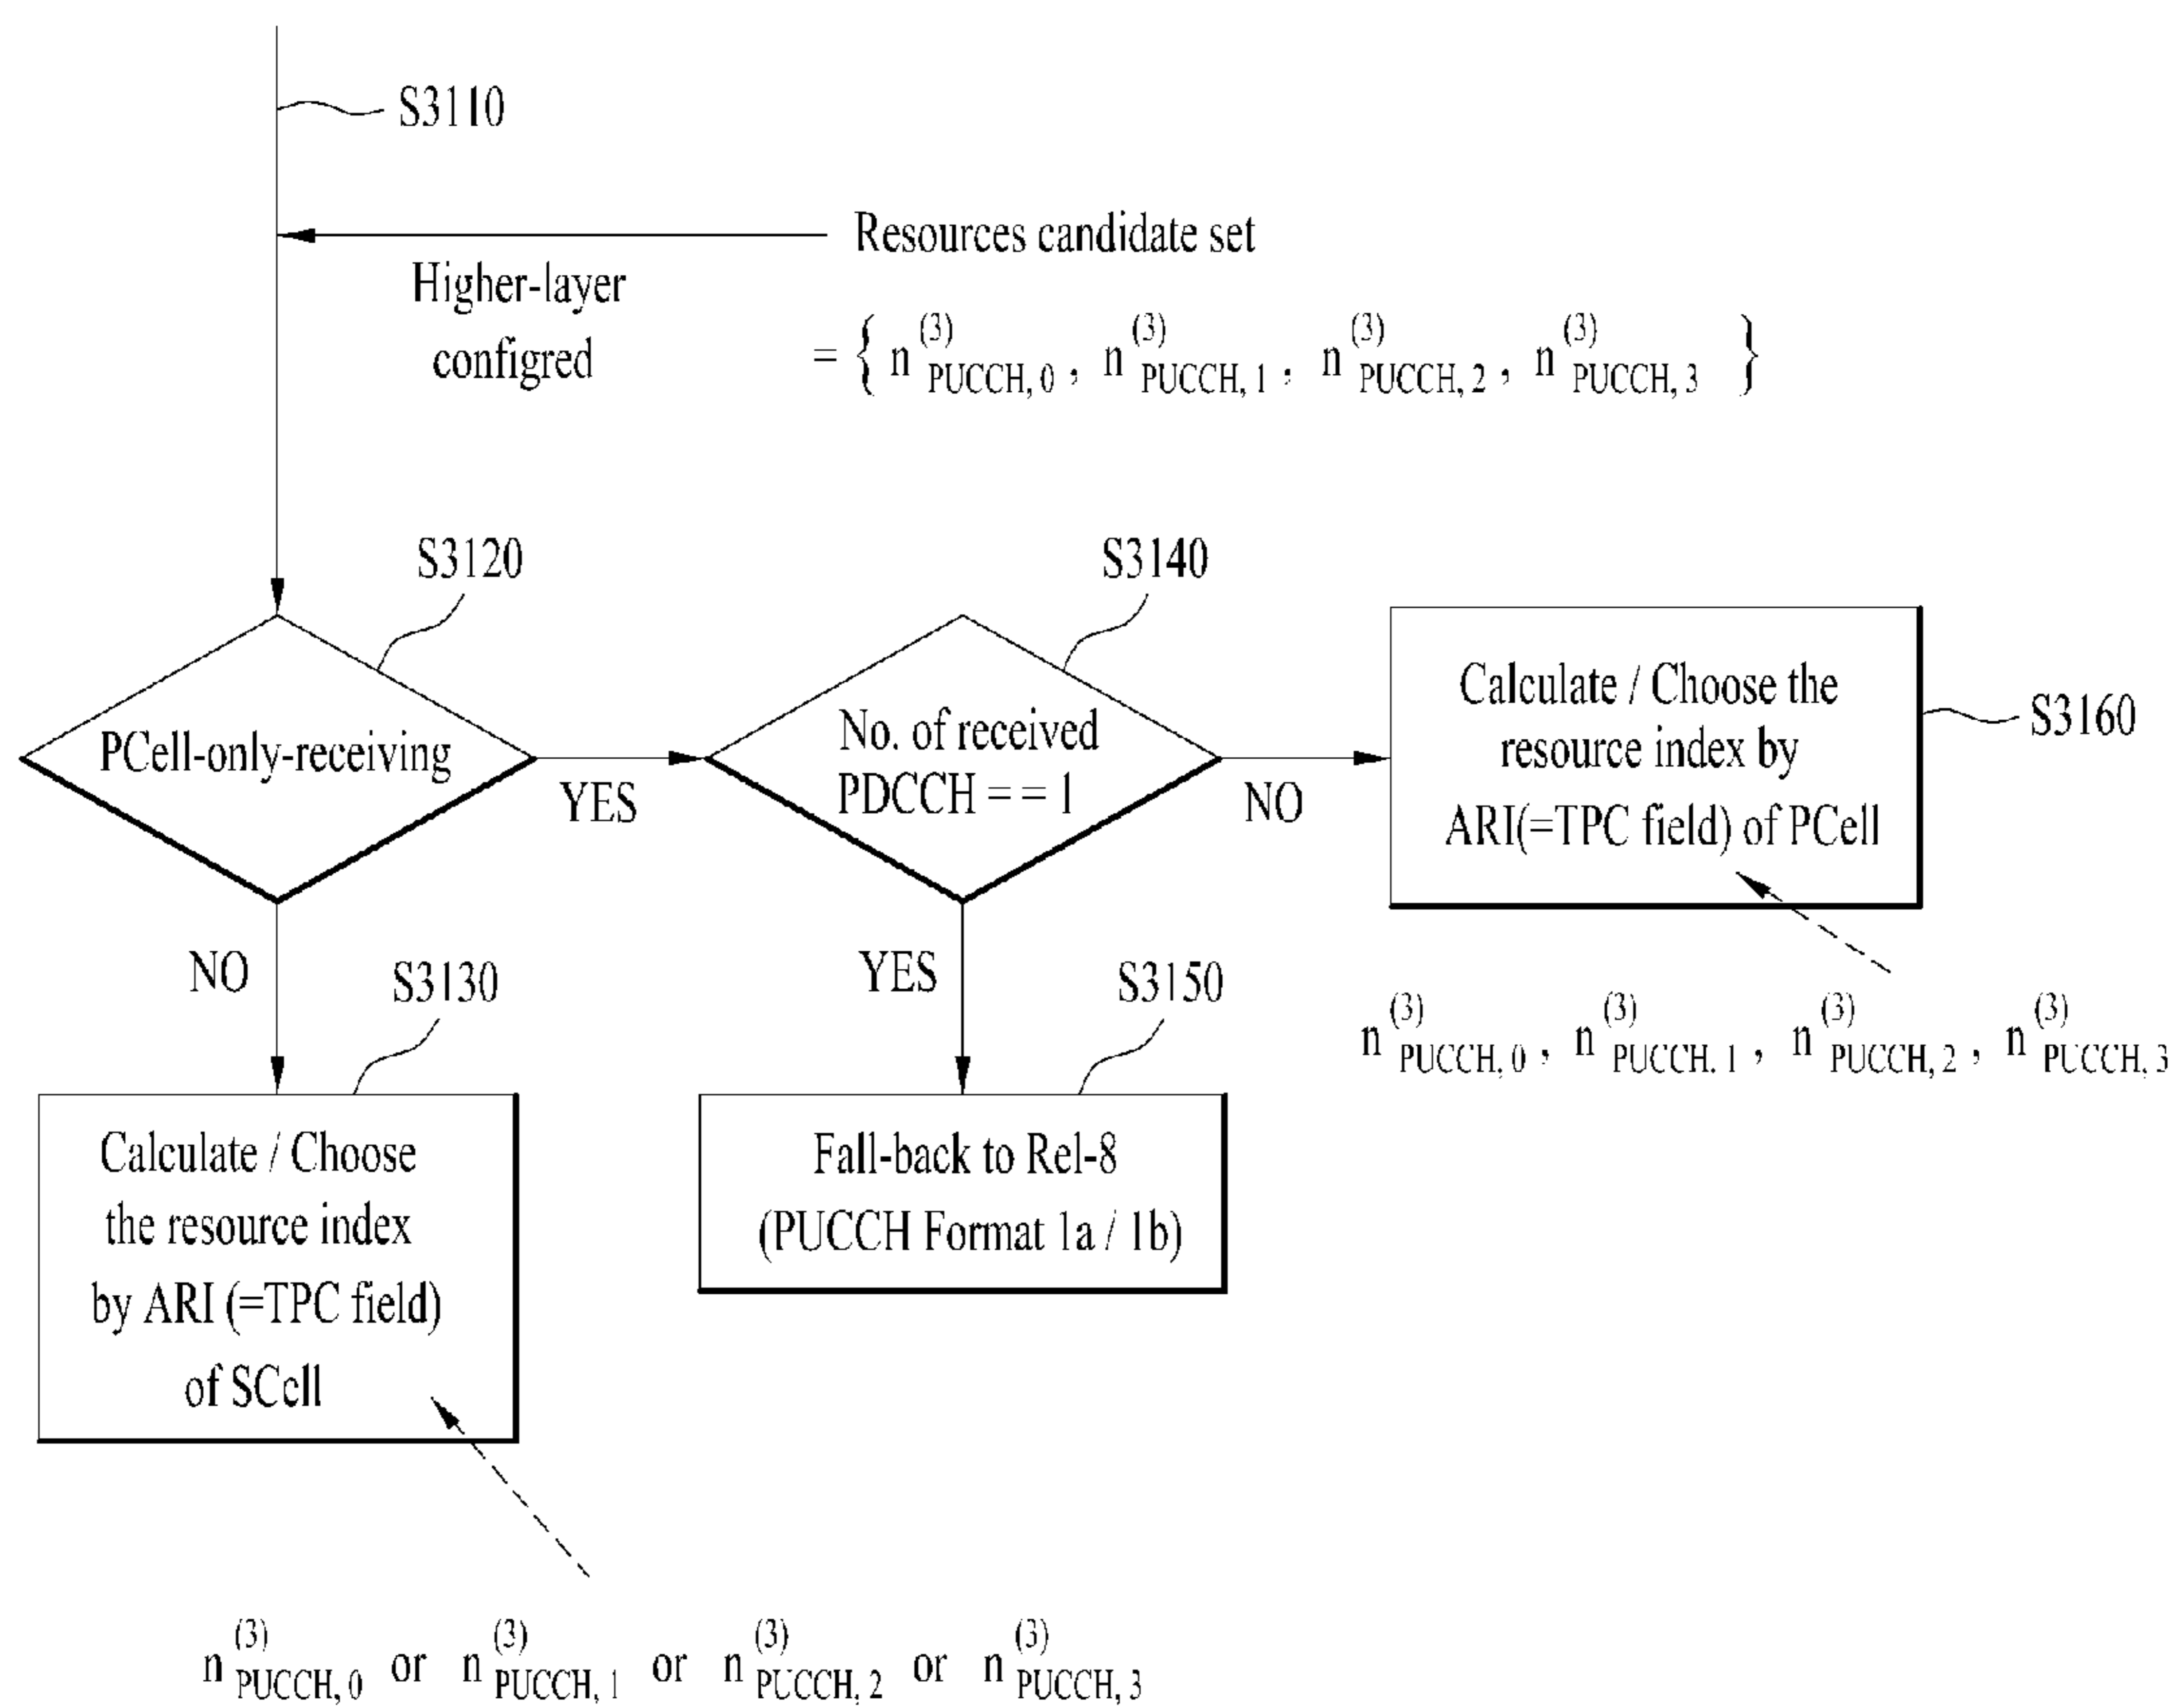 S3110
Resources candidate set
Higher-layer
configred
= { n^{(3)}_{PUCCH, 0}, n^{(3)}_{PUCCH, 1}, n^{(3)}_{PUCCH, 2}, n^{(3)}_{PUCCH, 3} }
S3120
PCell-only-receiving
YES
NO
S3140
No. of received
PDCCH = = 1
NO
YES
Calculate / Choose the
resource index by
ARI(=TPC field) of PCell
S3160
n^{(3)}_{PUCCH, 0}, n^{(3)}_{PUCCH, 1}, n^{(3)}_{PUCCH, 2}, n^{(3)}_{PUCCH, 3}
S3130
Calculate / Choose
the resource index
by ARI (=TPC field)
of SCell
S3150
Fall-back to Rel-8
(PUCCH Format 1a / 1b)
n^{(3)}_{PUCCH, 0} or n^{(3)}_{PUCCH, 1} or n^{(3)}_{PUCCH, 2} or n^{(3)}_{PUCCH, 3}